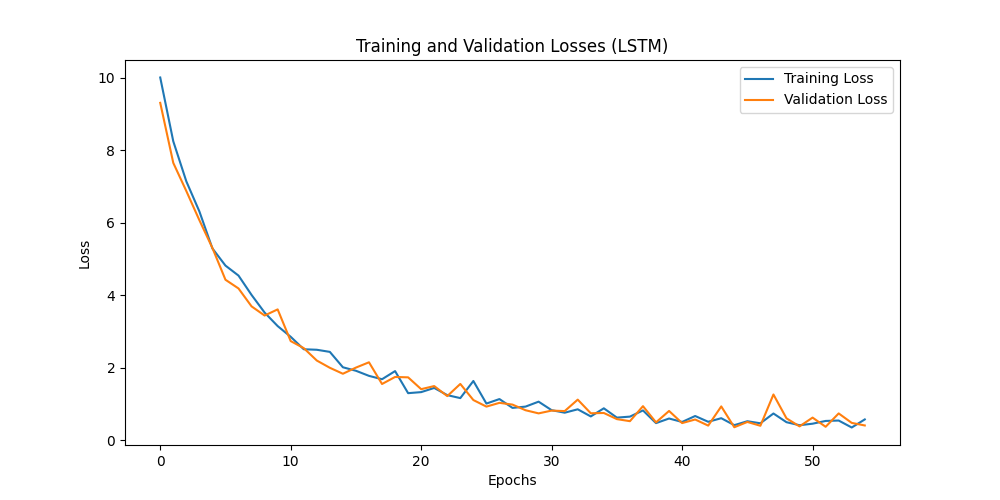 Training and Validation Losses (LSTM)
Training Loss
Validation Loss
10
8
6
4
2
0
Loss
0 10 20 30 40 50
Epochs